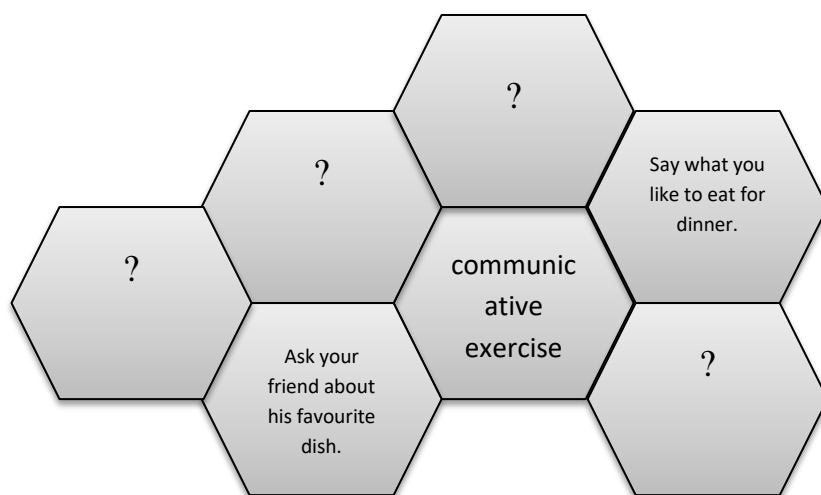 ?
?
Say what you
like to eat for
dinner.
?
communic
ative
exercise
Ask your
friend about
his favourite
dish.
?